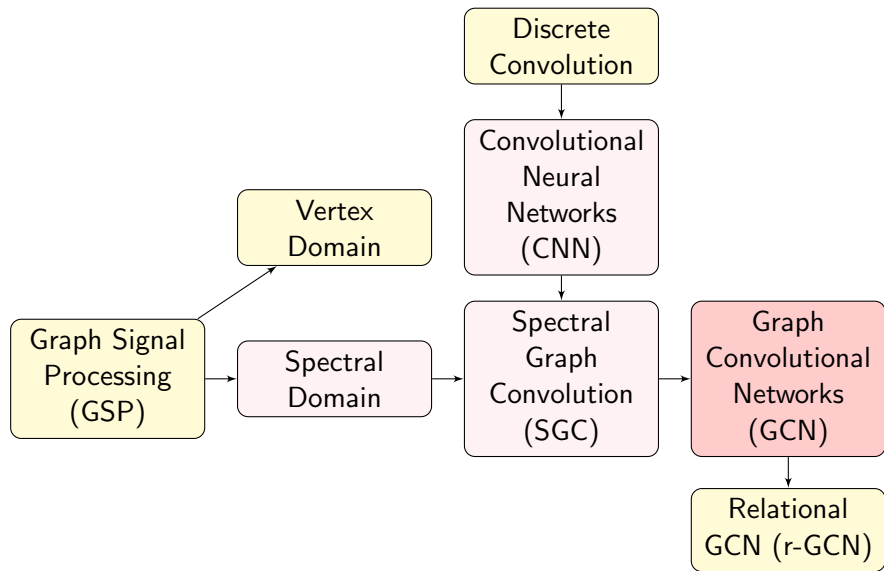 Discrete
Convolution
Convolutional
Neural
Networks
(CNN)
Vertex
Domain
Graph Signal
Processing
(GSP)
Spectral
Domain
Spectral
Graph
Convolution
(SGC)
Graph
Convolutional
Networks
(GCN)
Relational
GCN (r-GCN)